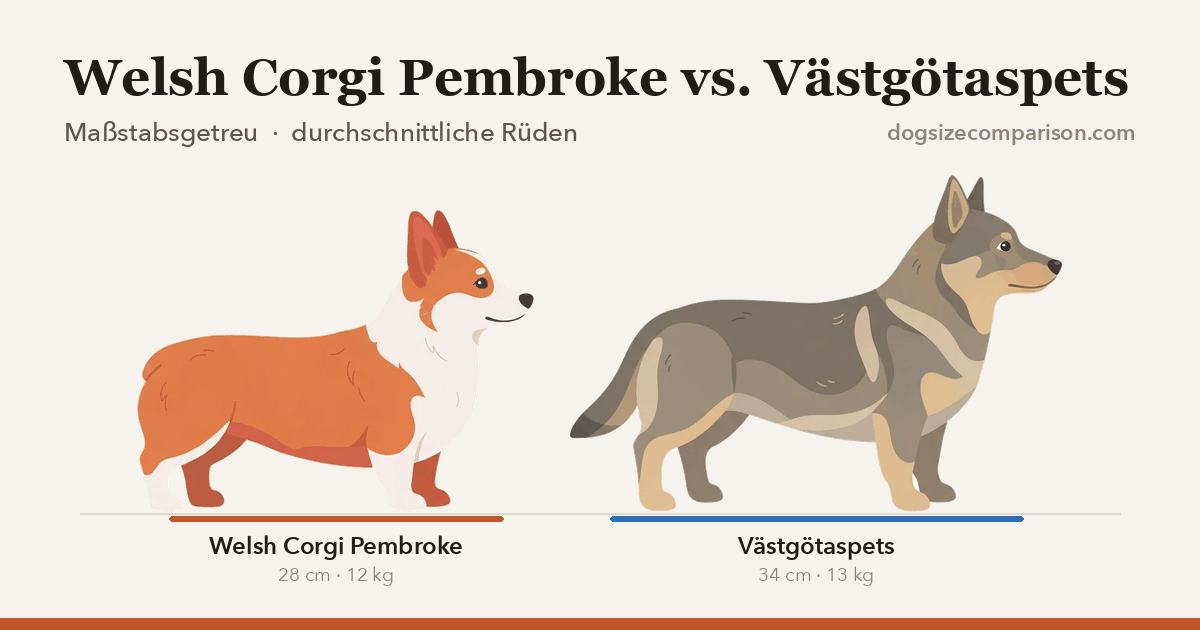 Welsh Corgi Pembroke vs. Västgötaspets
Maßstabsgetreu · durchschnittliche Rüden
dogsizecomparison.com
Welsh Corgi Pembroke
28 cm · 12 kg
Västgötaspets
34 cm · 13 kg